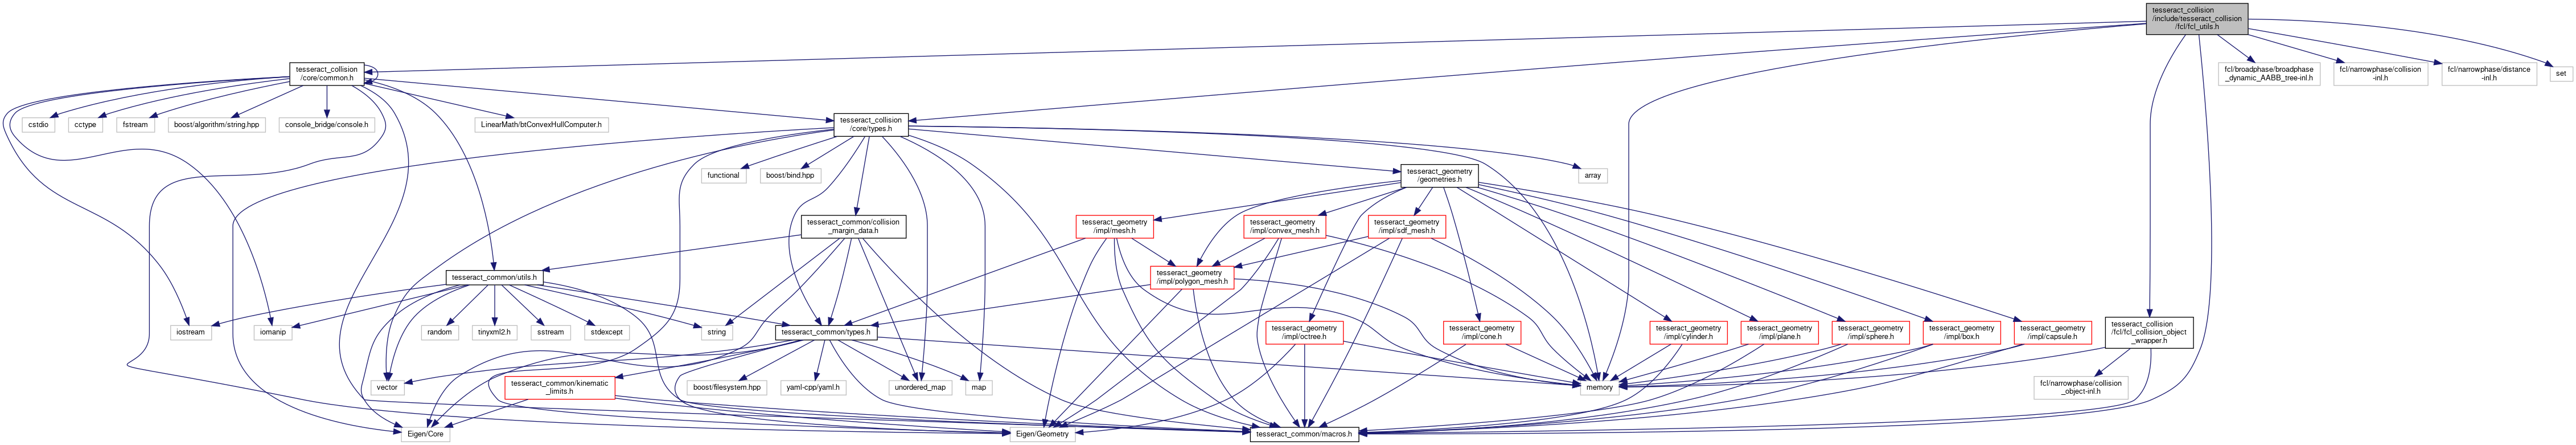 tesseract_collision
/include/tesseract_collision
/fcl/fcl_utils.h
tesseract_collision
/core/common.h
fcl/broadphase/broadphase
_dynamic_AABB_tree-inl.h
fcl/narrowphase/collision
-inl.h
fcl/narrowphase/distance
-inl.h
set
cstdio
cctype
fstream
boost/algorithm/string.hpp
console_bridge/console.h
LinearMath/btConvexHullComputer.h
tesseract_collision
/core/types.h
functional
boost/bind.hpp
tesseract_geometry
/geometries.h
array
tesseract_common/collision
_margin_data.h
tesseract_geometry
/impl/mesh.h
tesseract_geometry
/impl/convex_mesh.h
tesseract_geometry
/impl/sdf_mesh.h
tesseract_common/utils.h
tesseract_geometry
/impl/polygon_mesh.h
iostream
iomanip
random
tinyxml2.h
sstream
stdexcept
string
tesseract_common/types.h
tesseract_geometry
/impl/octree.h
tesseract_geometry
/impl/cone.h
tesseract_geometry
/impl/cylinder.h
tesseract_geometry
/impl/plane.h
tesseract_geometry
/impl/sphere.h
tesseract_geometry
/impl/box.h
tesseract_geometry
/impl/capsule.h
tesseract_collision
/fcl/fcl_collision_object
_wrapper.h
vector
tesseract_common/kinematic
_limits.h
boost/filesystem.hpp
yaml-cpp/yaml.h
unordered_map
map
memory
fcl/narrowphase/collision
_object-inl.h
Eigen/Core
Eigen/Geometry
tesseract_common/macros.h